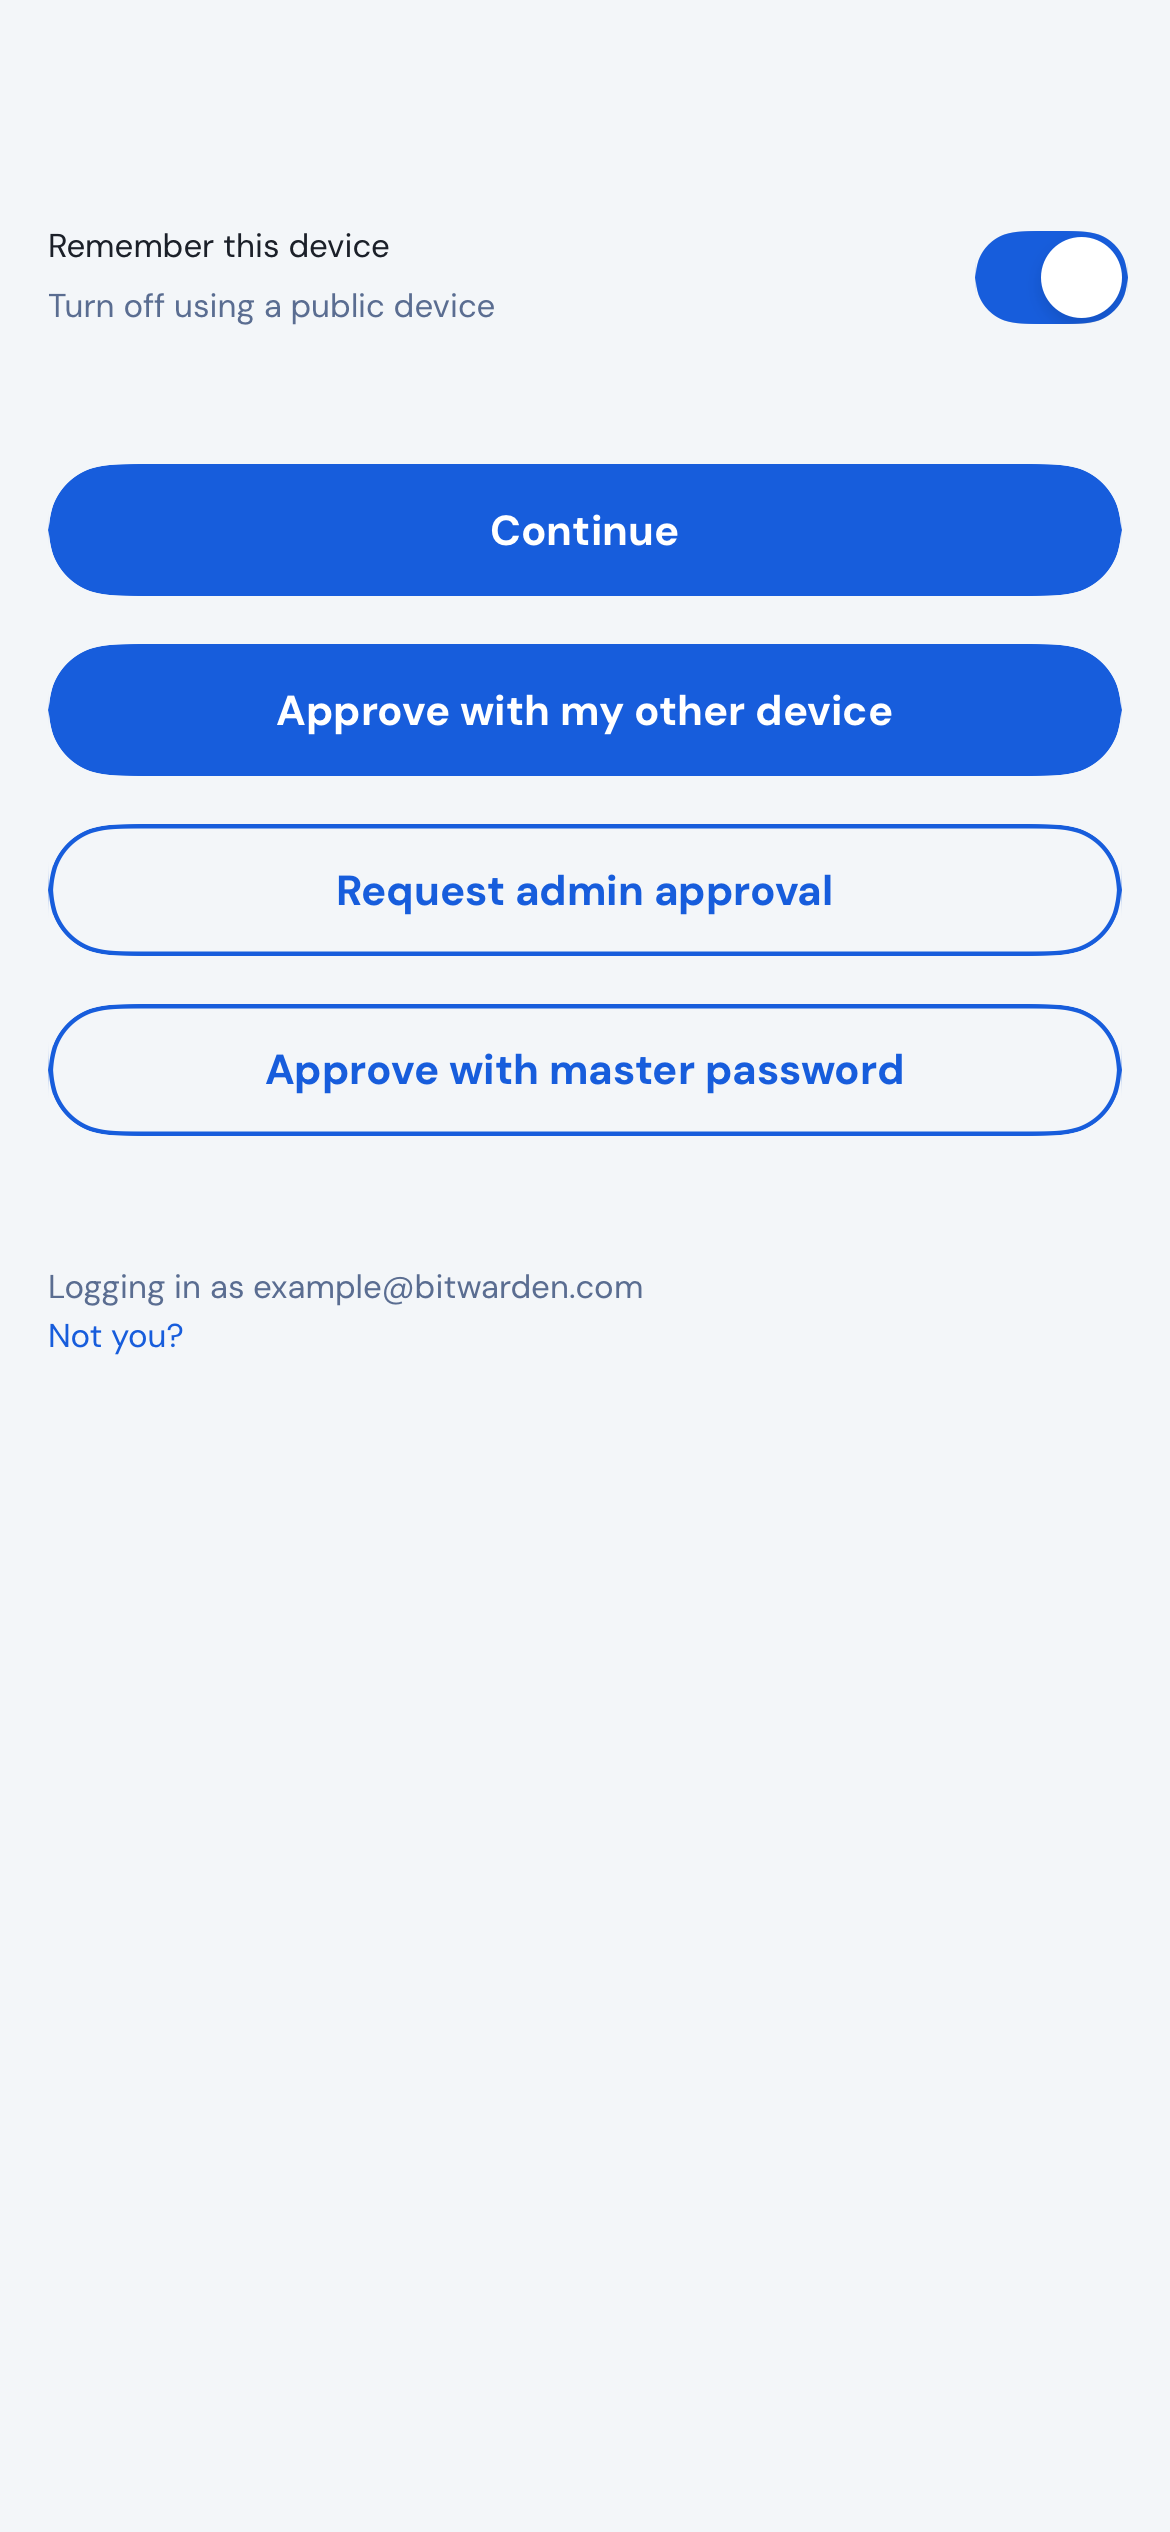 Remember this device
Turn off using a public device
Continue
Approve with my other device
Request admin approval
Approve with master password
Logging in as example@bitwarden.com
Not you?